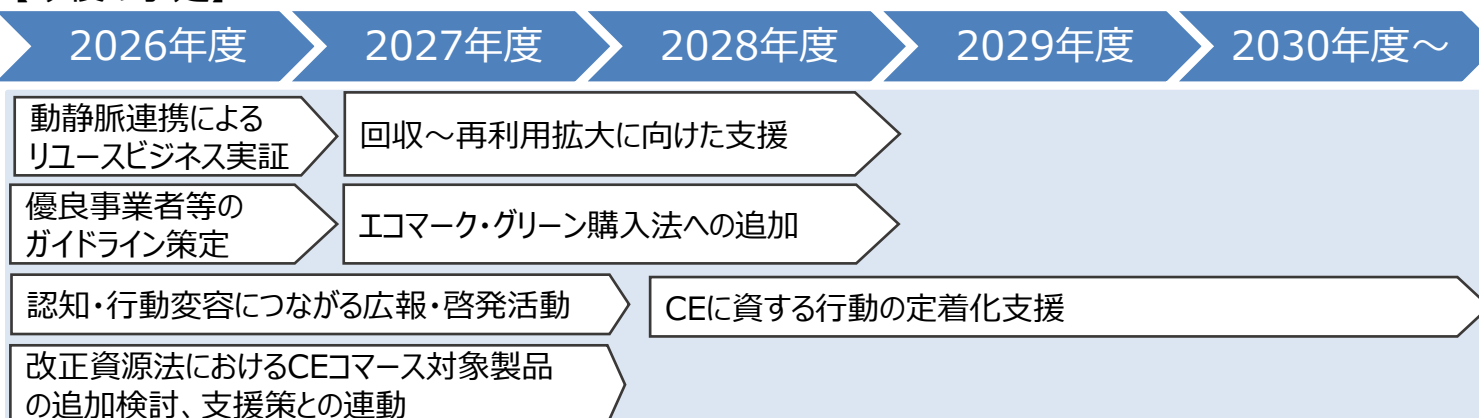 2026年度
2027年度
2028年度
2029年度
2030年度～
動静脈連携による
リユースビジネス実証
回収～再利用拡大に向けた支援
優良事業者等の
ガイドライン策定
エコマーク・グリーン購入法への追加
認知・行動変容につながる広報・啓発活動
CEに資する行動の定着化支援
改正資源法におけるCEコマース対象製品
の追加検討、支援策との連動